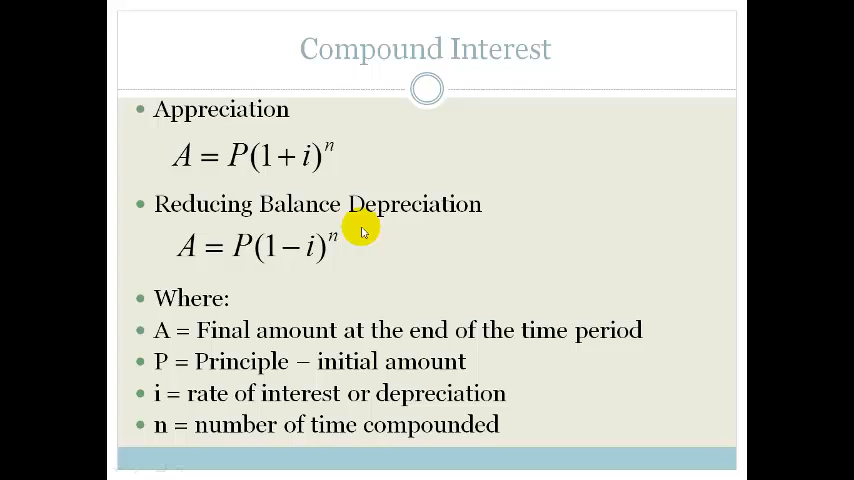 Compound Interest
• Appreciation
A = P(1 + i)ⁿ
• Reducing Balance Depreciation
A = P(1 − i)ⁿ
• Where:
• A = Final amount at the end of the time period
• P = Principle – initial amount
• i = rate of interest or depreciation
• n = number of time compounded